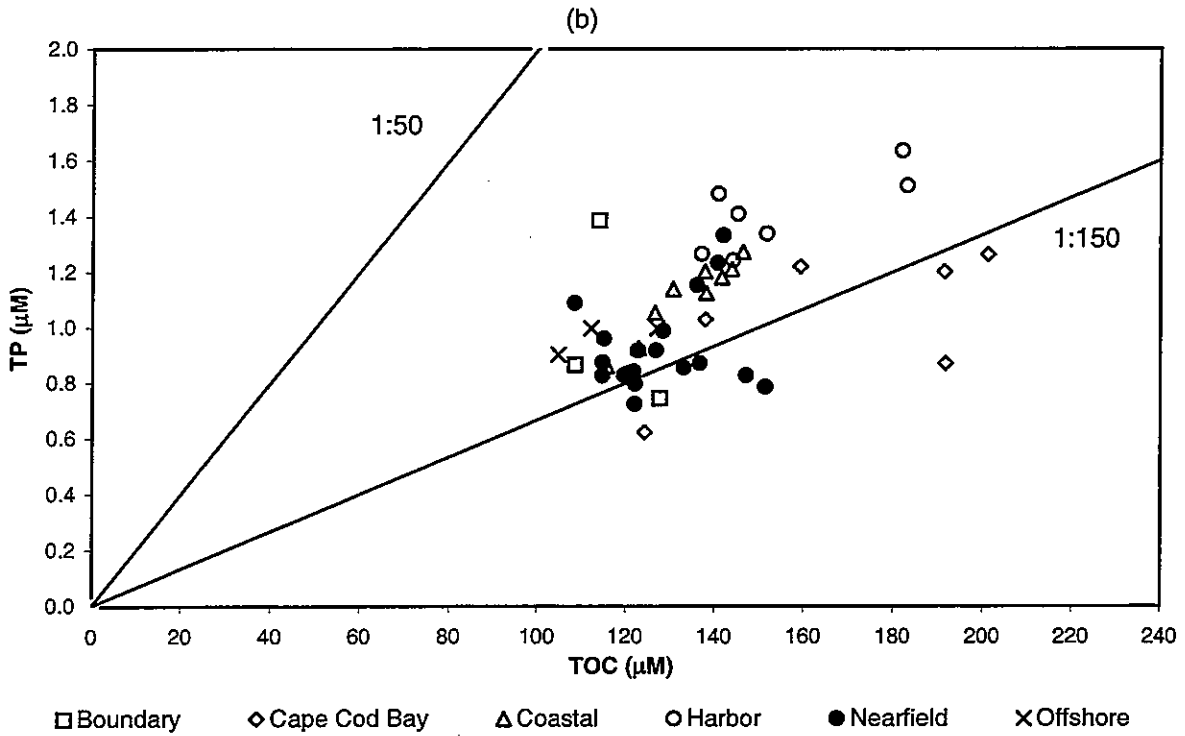 (b)
2.0
1.8
1.6
1.4
1.2
1.0
0.8
0.6
0.4
0.2
0.0
TP (μM)
1:50
1:150
0 20 40 60 80 100 120 140 160 180 200 220 240
TOC (μM)
Boundary Cape Cod Bay Coastal Harbor Nearfield Offshore